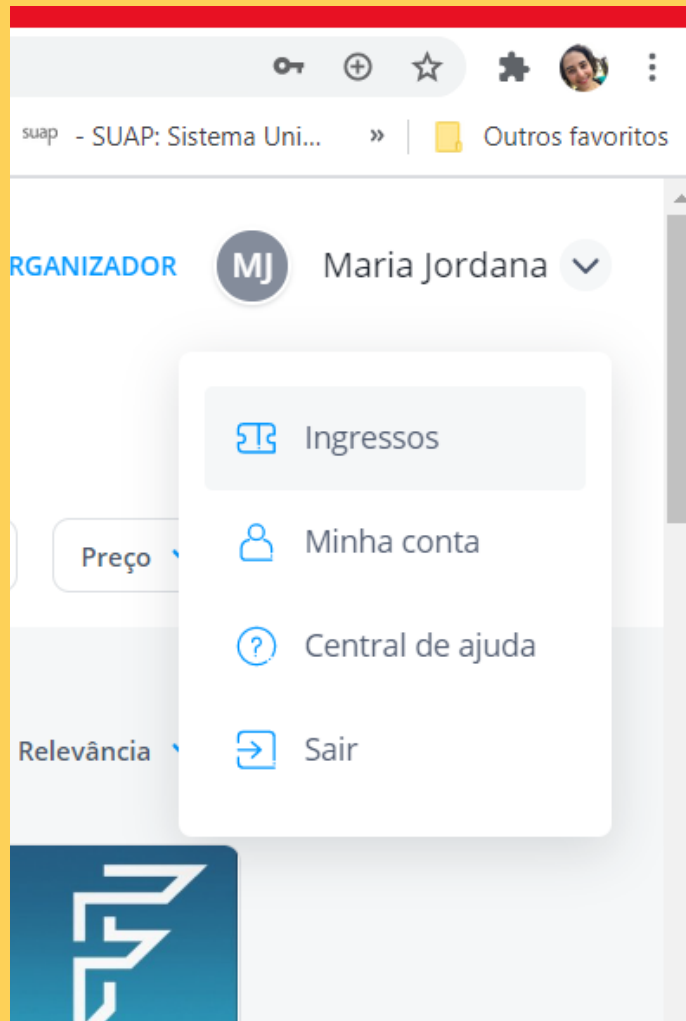 suap - SUAP: Sistema Uni... » Outros favoritos
RGANIZADOR MJ Maria Jordana
Ingressos
Preço
Minha conta
Central de ajuda
Relevância
Sair